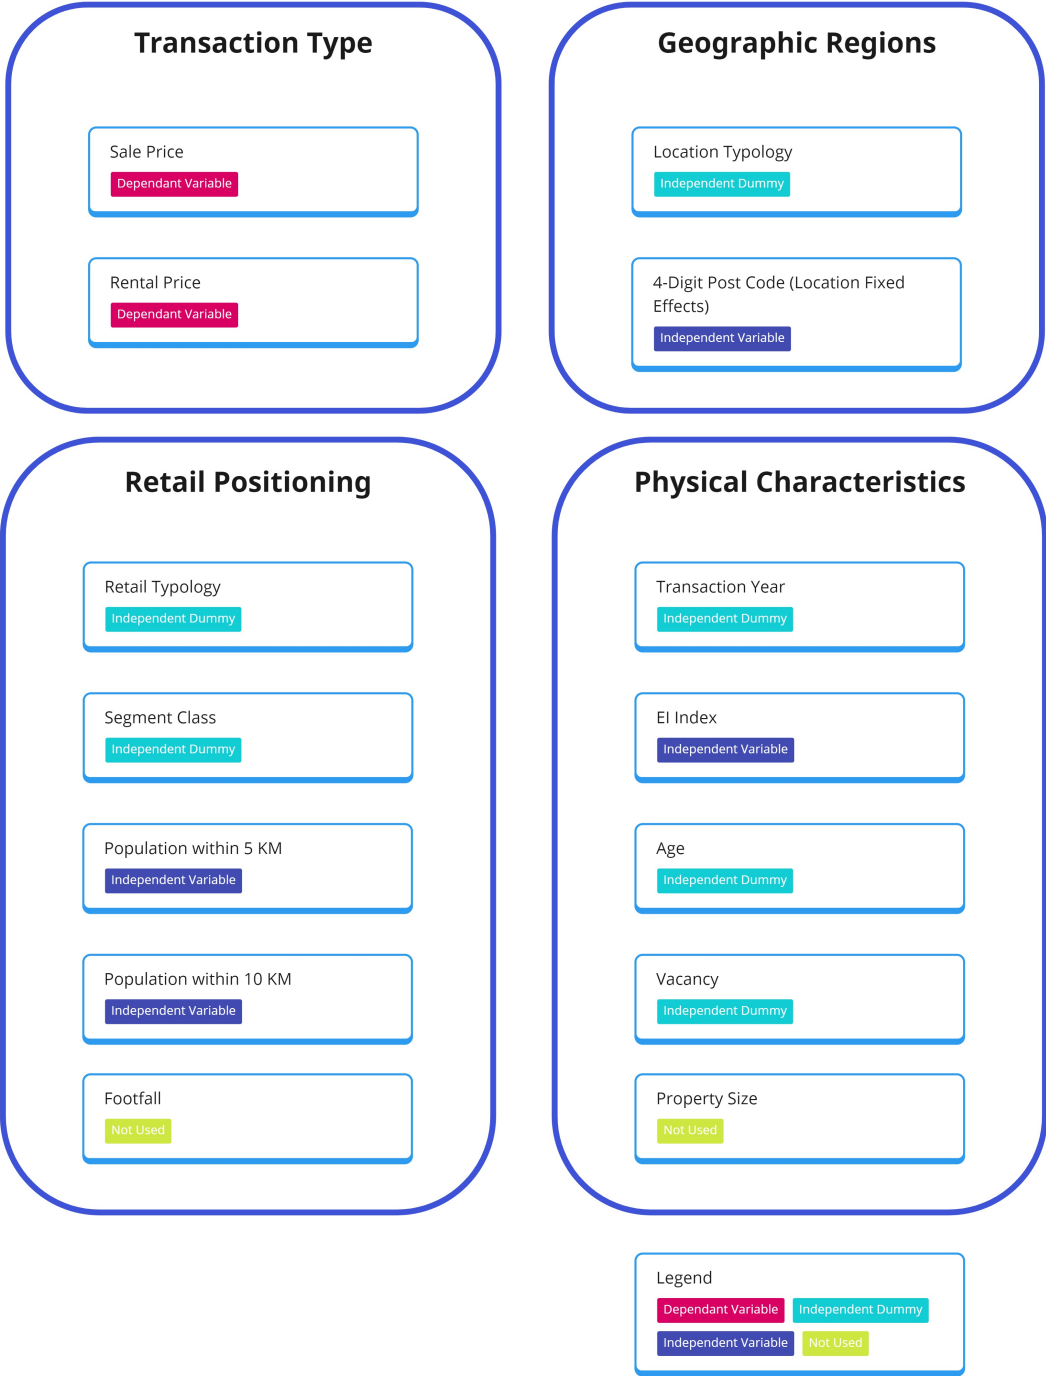 Transaction Type
Sale Price
Dependant Variable
Rental Price
Dependant Variable
Geographic Regions
Location Typology
Independent Dummy
4-Digit Post Code (Location Fixed
Effects)
Independent Variable
Retail Positioning
Retail Typology
Independent Dummy
Segment Class
Independent Dummy
Population within 5 KM
Independent Variable
Population within 10 KM
Independent Variable
Footfall
Not Used
Physical Characteristics
Transaction Year
Independent Dummy
EI Index
Independent Variable
Age
Independent Dummy
Vacancy
Independent Dummy
Property Size
Not Used
Legend
Dependant Variable Independent Dummy
Independent Variable Not Used